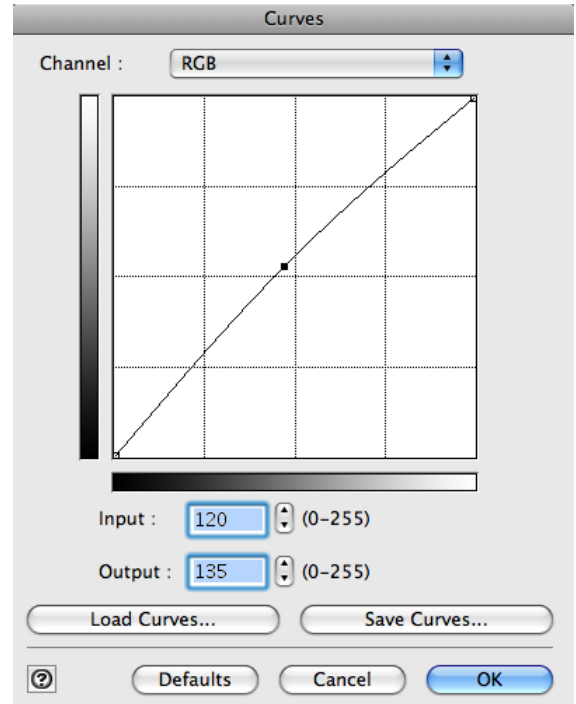 Curves
Channel : RGB
Input : 120 (0-255)
Output : 135 (0-255)
Load Curves... Save Curves...
? Defaults Cancel OK